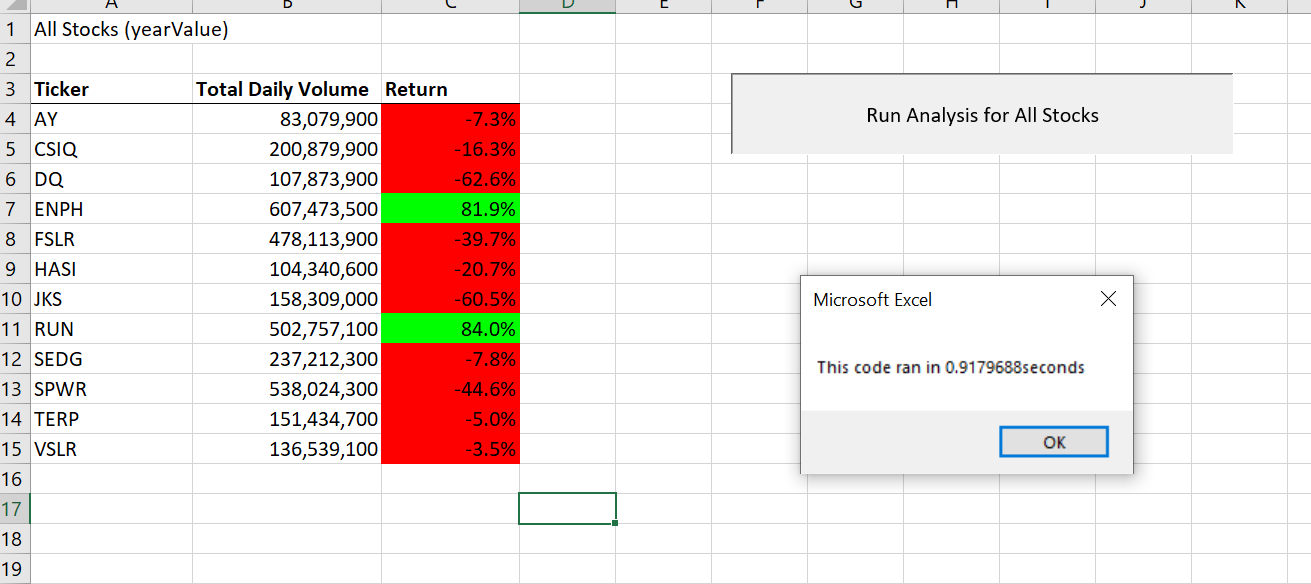 A B C D E F G H I J K
1 All Stocks (yearValue)
2
3 Ticker Total Daily Volume Return
4 AY 83,079,900 -7.3%
5 CSIQ 200,879,900 -16.3%
6 DQ 107,873,900 -62.6%
7 ENPH 607,473,500 81.9%
8 FSLR 478,113,900 -39.7%
9 HASI 104,340,600 -20.7%
10 JKS 158,309,000 -60.5%
11 RUN 502,757,100 84.0%
12 SEDG 237,212,300 -7.8%
13 SPWR 538,024,300 -44.6%
14 TERP 151,434,700 -5.0%
15 VSLR 136,539,100 -3.5%
16
17
18
19
Run Analysis for All Stocks
Microsoft Excel
This code ran in 0.9179688seconds
OK